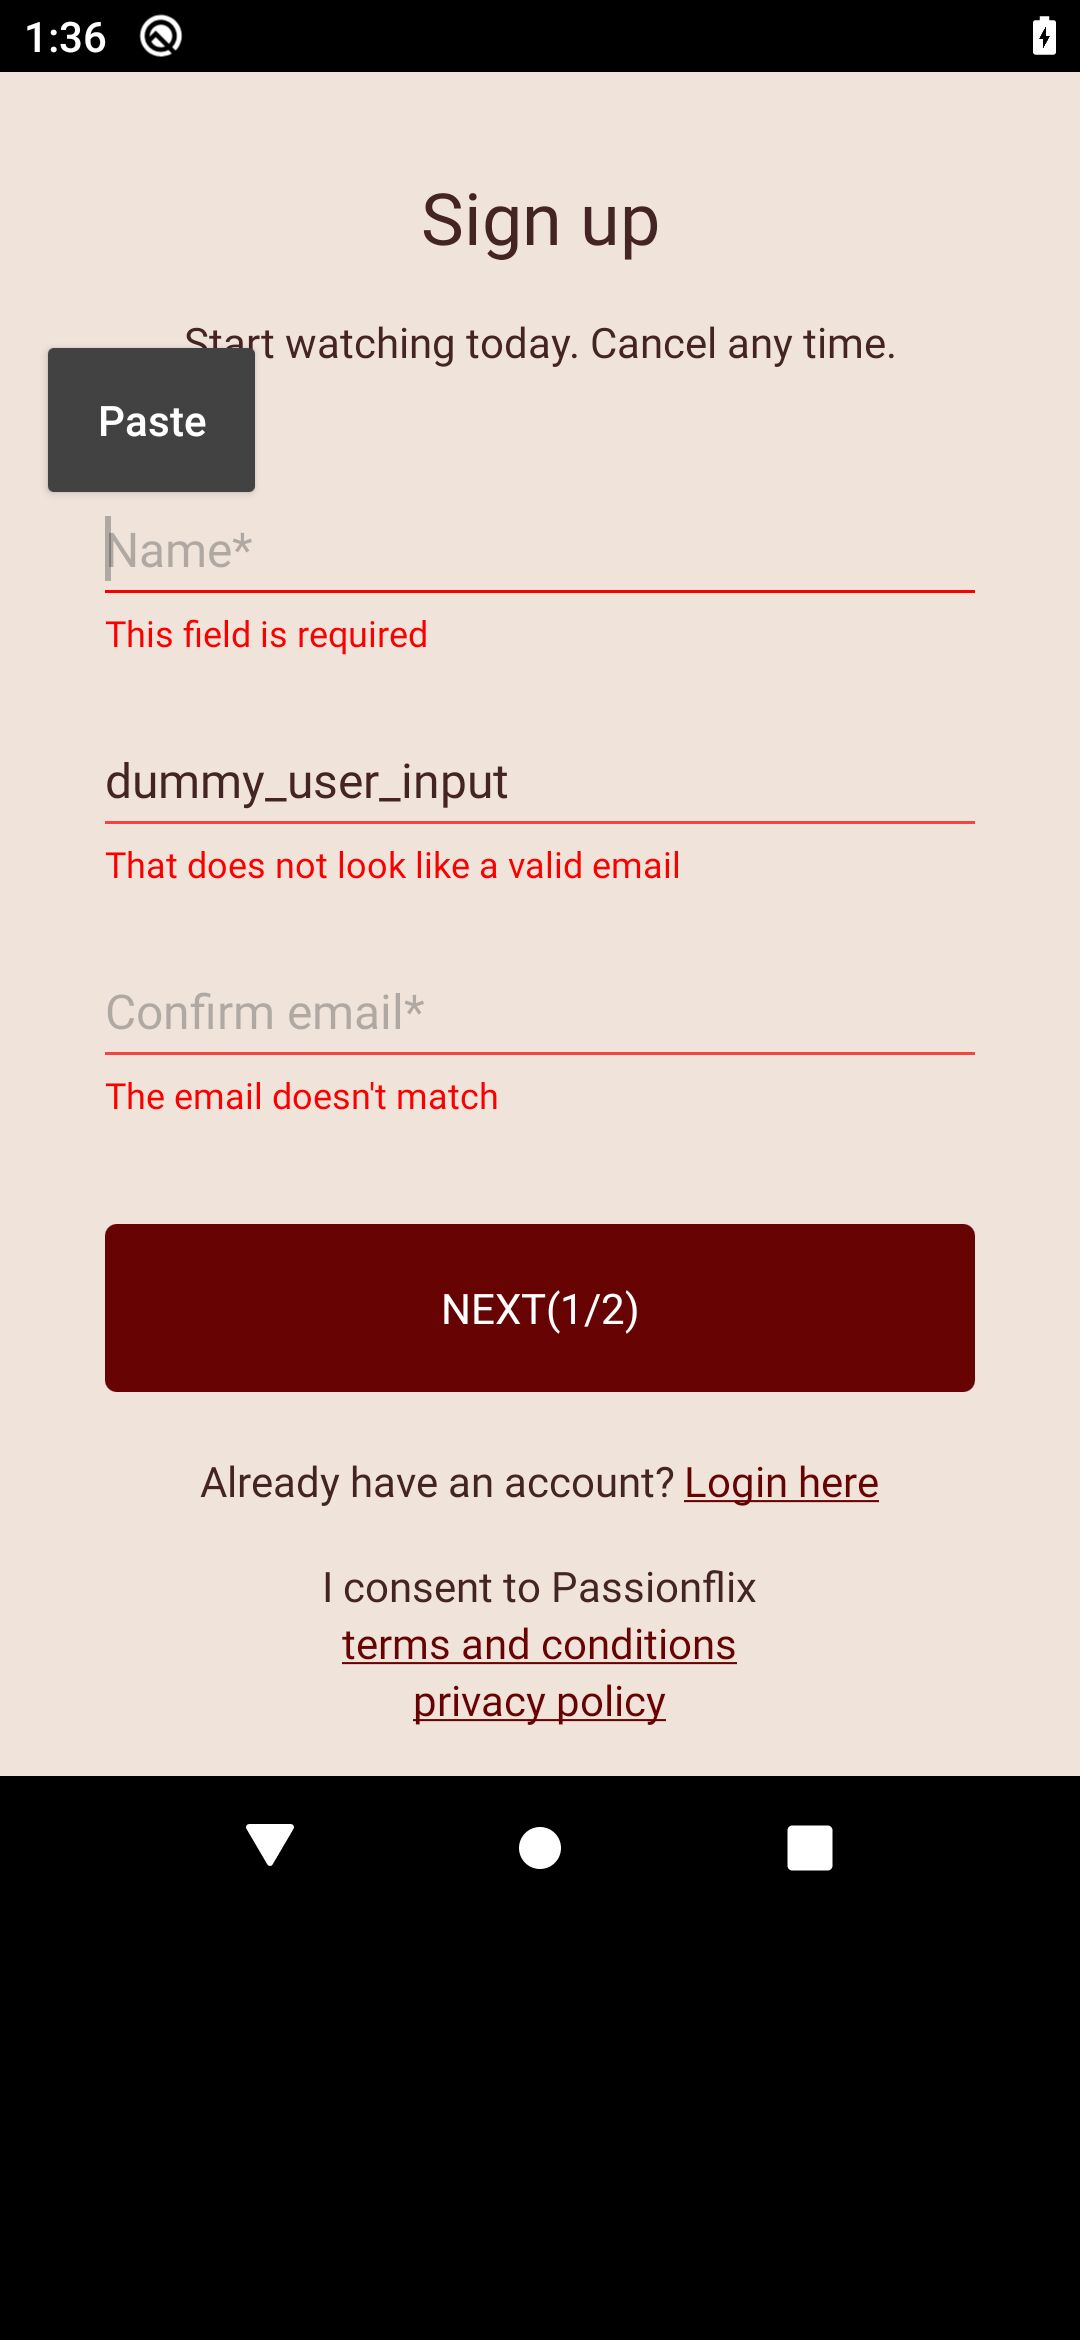 1:36
Sign up
Start watching today. Cancel any time.
Paste
Name*
This field is required
dummy_user_input
That does not look like a valid email
Confirm email*
The email doesn't match
NEXT(1/2)
Already have an account? Login here
I consent to Passionflix
terms and conditions
privacy policy